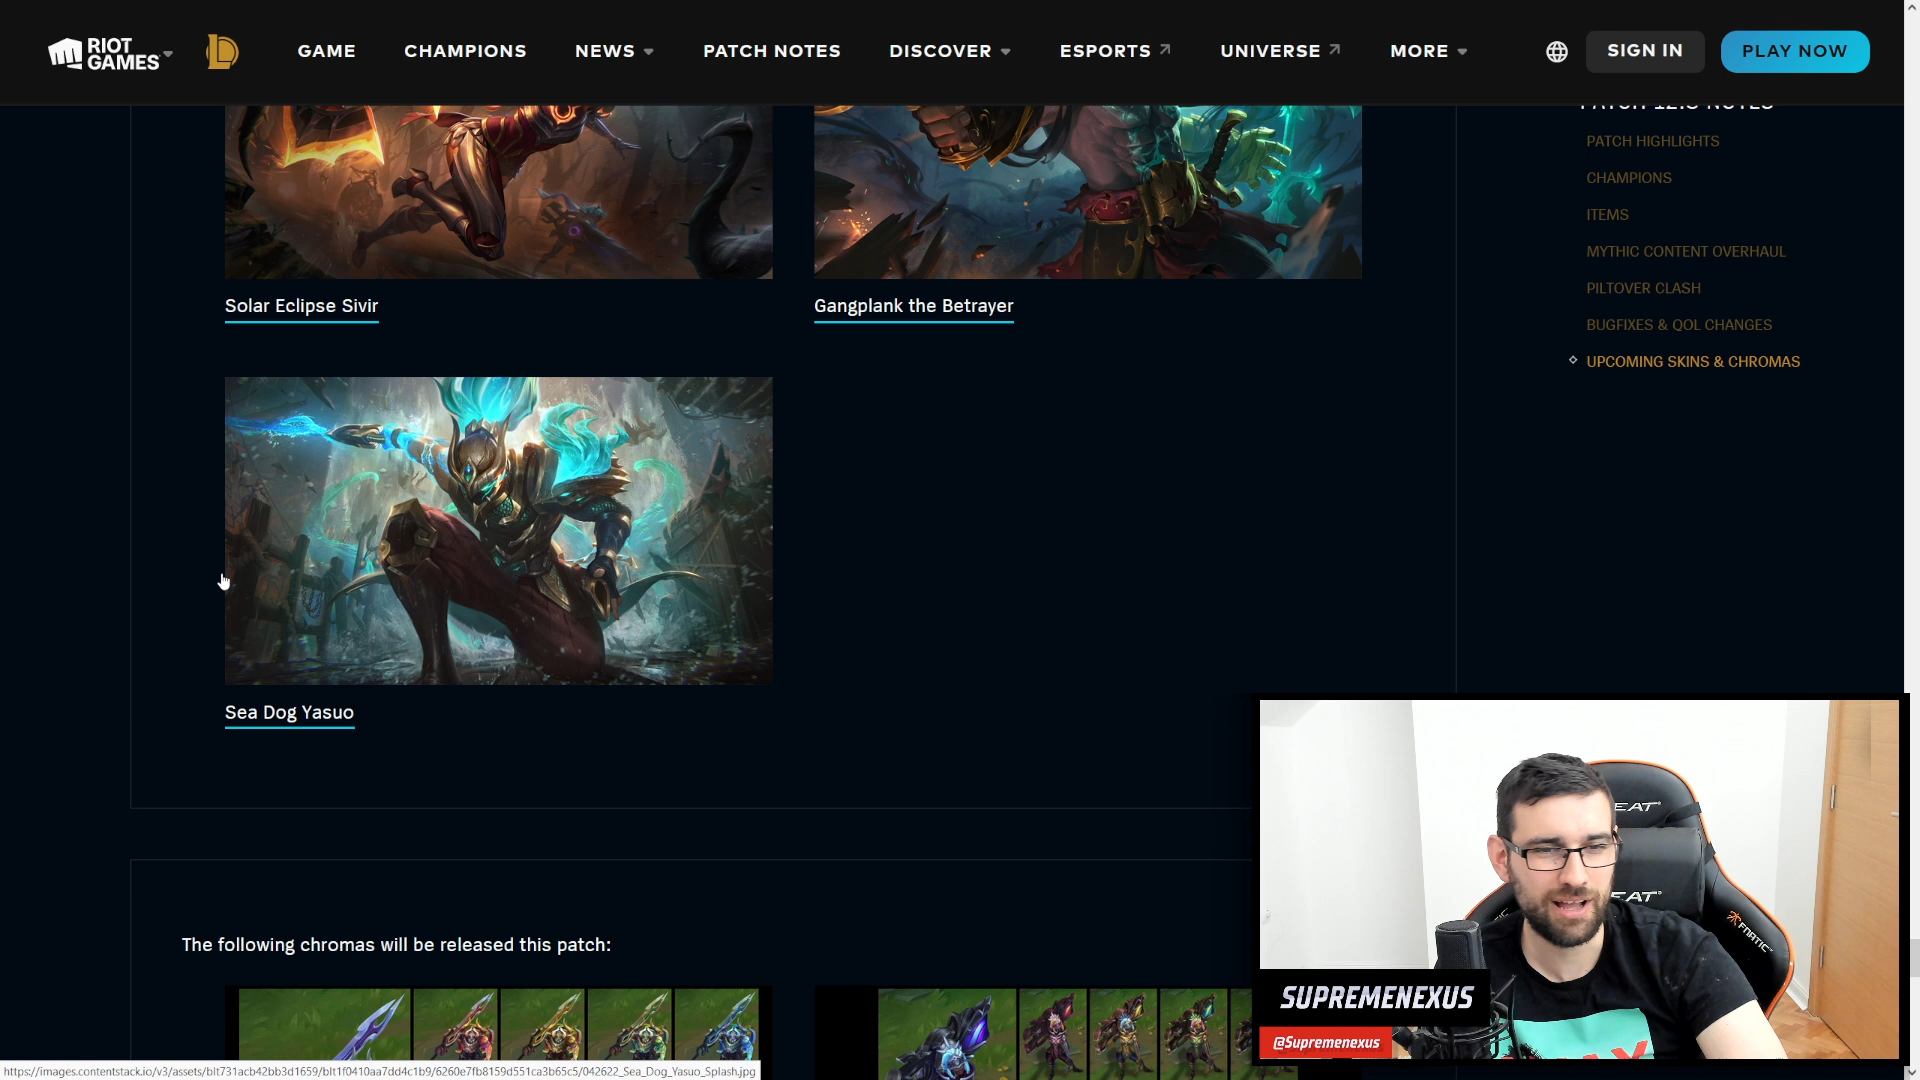 RIOT GAMES
GAME
CHAMPIONS
NEWS
PATCH NOTES
DISCOVER
ESPORTS
UNIVERSE
MORE
SIGN IN
PLAY NOW
PATCH 12.8 NOTES
PATCH HIGHLIGHTS
CHAMPIONS
ITEMS
MYTHIC CONTENT OVERHAUL
PILTOVER CLASH
BUGFIXES & QOL CHANGES
UPCOMING SKINS & CHROMAS
Solar Eclipse Sivir
Gangplank the Betrayer
Sea Dog Yasuo
The following chromas will be released this patch:
EAT
EAT
FNATIC
SUPREMENEXUS
@Supremenexus
https://images.contentstack.io/v3/assets/blt731acb42bb3d1659/blt1f0410aa7dd4c1b9/6260e7fb8159d551ca3b65c5/042622_Sea_Dog_Yasuo_Splash.jpg